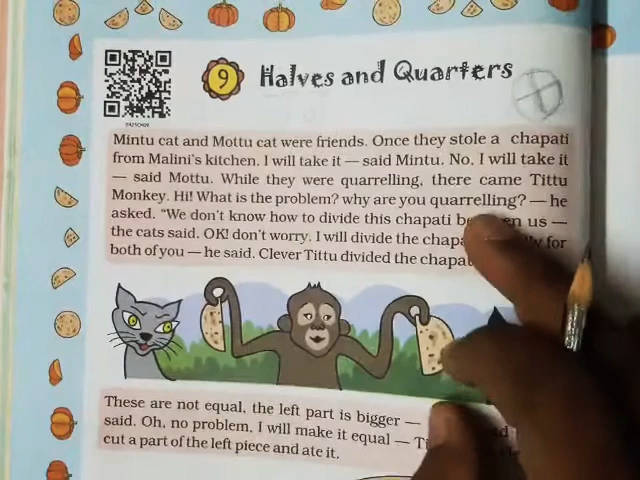 0425CH09
9 Halves and Quarters
Mintu cat and Mottu cat were friends. Once they stole a chapati
from Malini's kitchen. I will take it — said Mintu. No, I will take it
— said Mottu. While they were quarrelling, there came Tittu
Monkey. Hi! What is the problem? why are you quarrelling? — he
asked. "We don't know how to divide this chapati us —
the cats said. OK! don't worry. I will divide the for
both of you — he said. Clever Tittu divided the
These are not equal, the left part is bigger —
said. Oh, no problem. I will make it equal —
cut a part of the left piece and ate it.